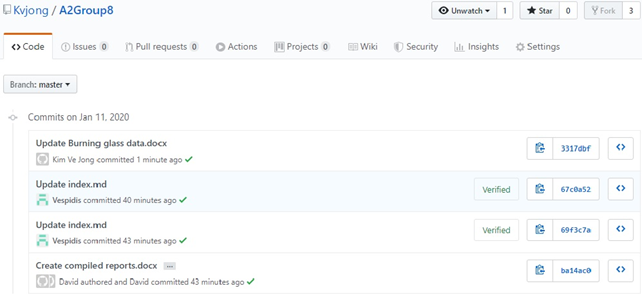 Kvjong / A2Group8
Unwatch 1 Star 0 Fork 3
Code Issues 0 Pull requests 0 Actions Projects 0 Wiki Security Insights Settings
Branch: master
Commits on Jan 11, 2020
Update Burning glass data.docx
Kim Ve Jong committed 1 minute ago
3317dbf
Update index.md
Vespidis committed 40 minutes ago
Verified 67c0a52
Update index.md
Vespidis committed 43 minutes ago
Verified 69f3c7a
Create compiled reports.docx ...
David authored and David committed 43 minutes ago
ba14ac0